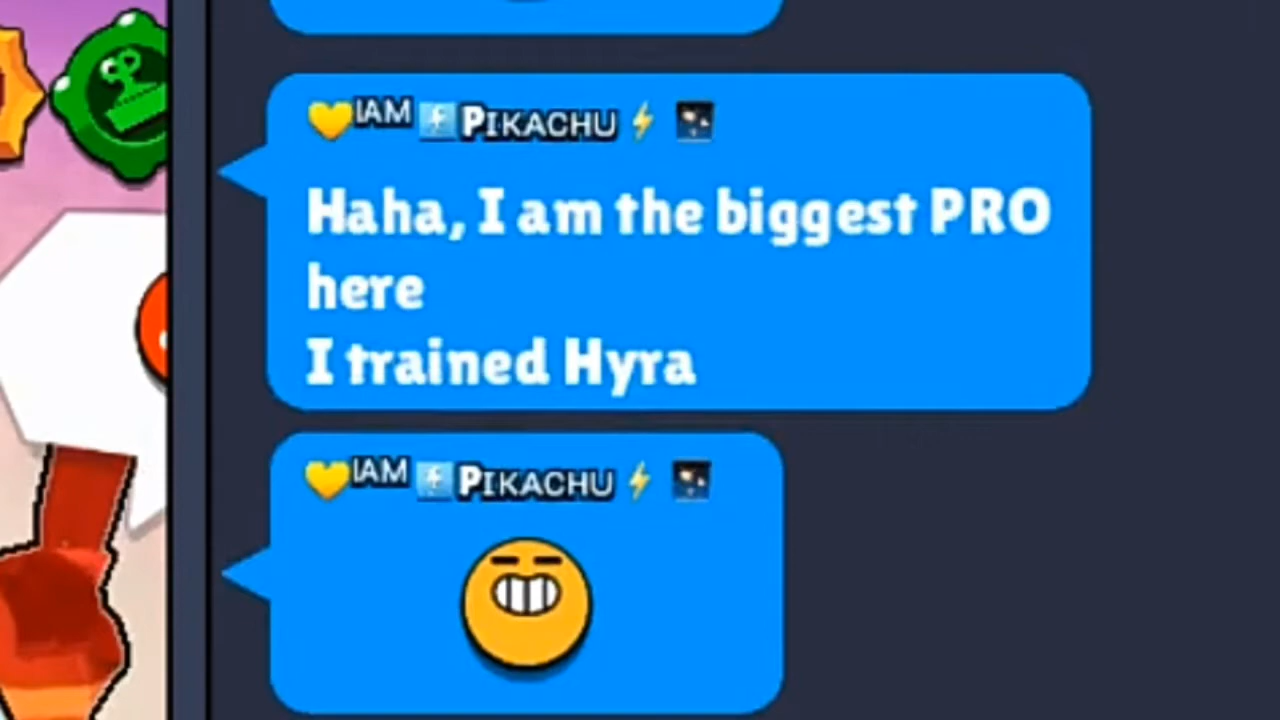 💛ᴵᴬᴹ PIKACHU⚡
Haha, I am the biggest PRO
here
I trained Hyra
💛ᴵᴬᴹ PIKACHU⚡